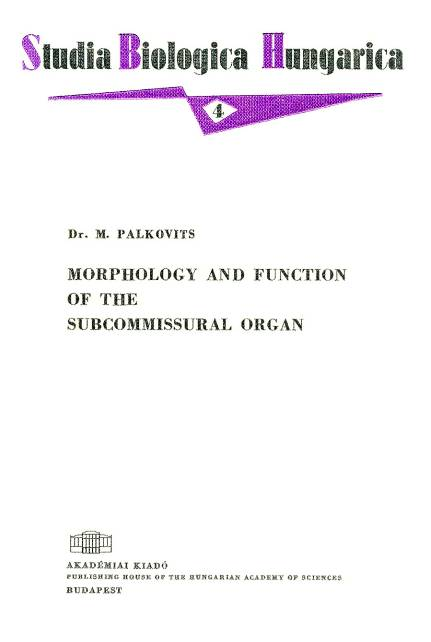 Studia Biologica Hungarica
4
Dr. M. PALKOVITS
MORPHOLOGY AND FUNCTION
OF THE
SUBCOMMISSURAL ORGAN
AKADÉMIAI KIADÓ
PUBLISHING HOUSE OF THE HUNGARIAN ACADEMY OF SCIENCES
BUDAPEST